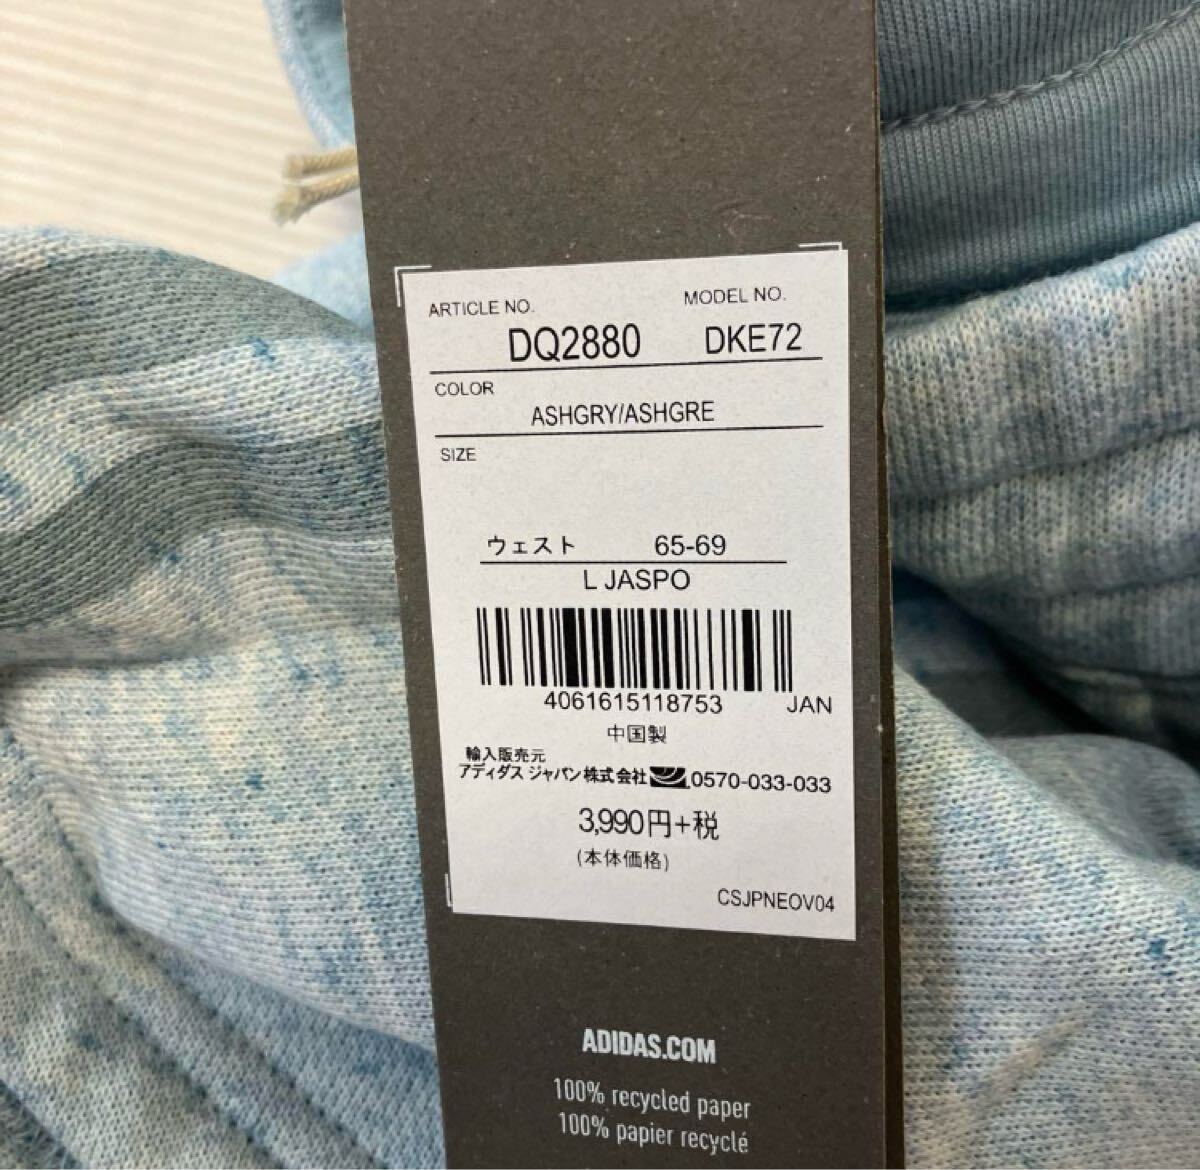 ARTICLE NO. MODEL NO.
DQ2880 DKE72
COLOR
ASHGRY/ASHGRE
SIZE
ウェスト 65-69
L JASPO
4061615118753 JAN
中国製
輸入販売元
アディダス ジャパン株式会社 0570-033-033
3,990円+税
(本体価格)
CSJPNEOV04
ADIDAS.COM
100% recycled paper
100% papier recyclé